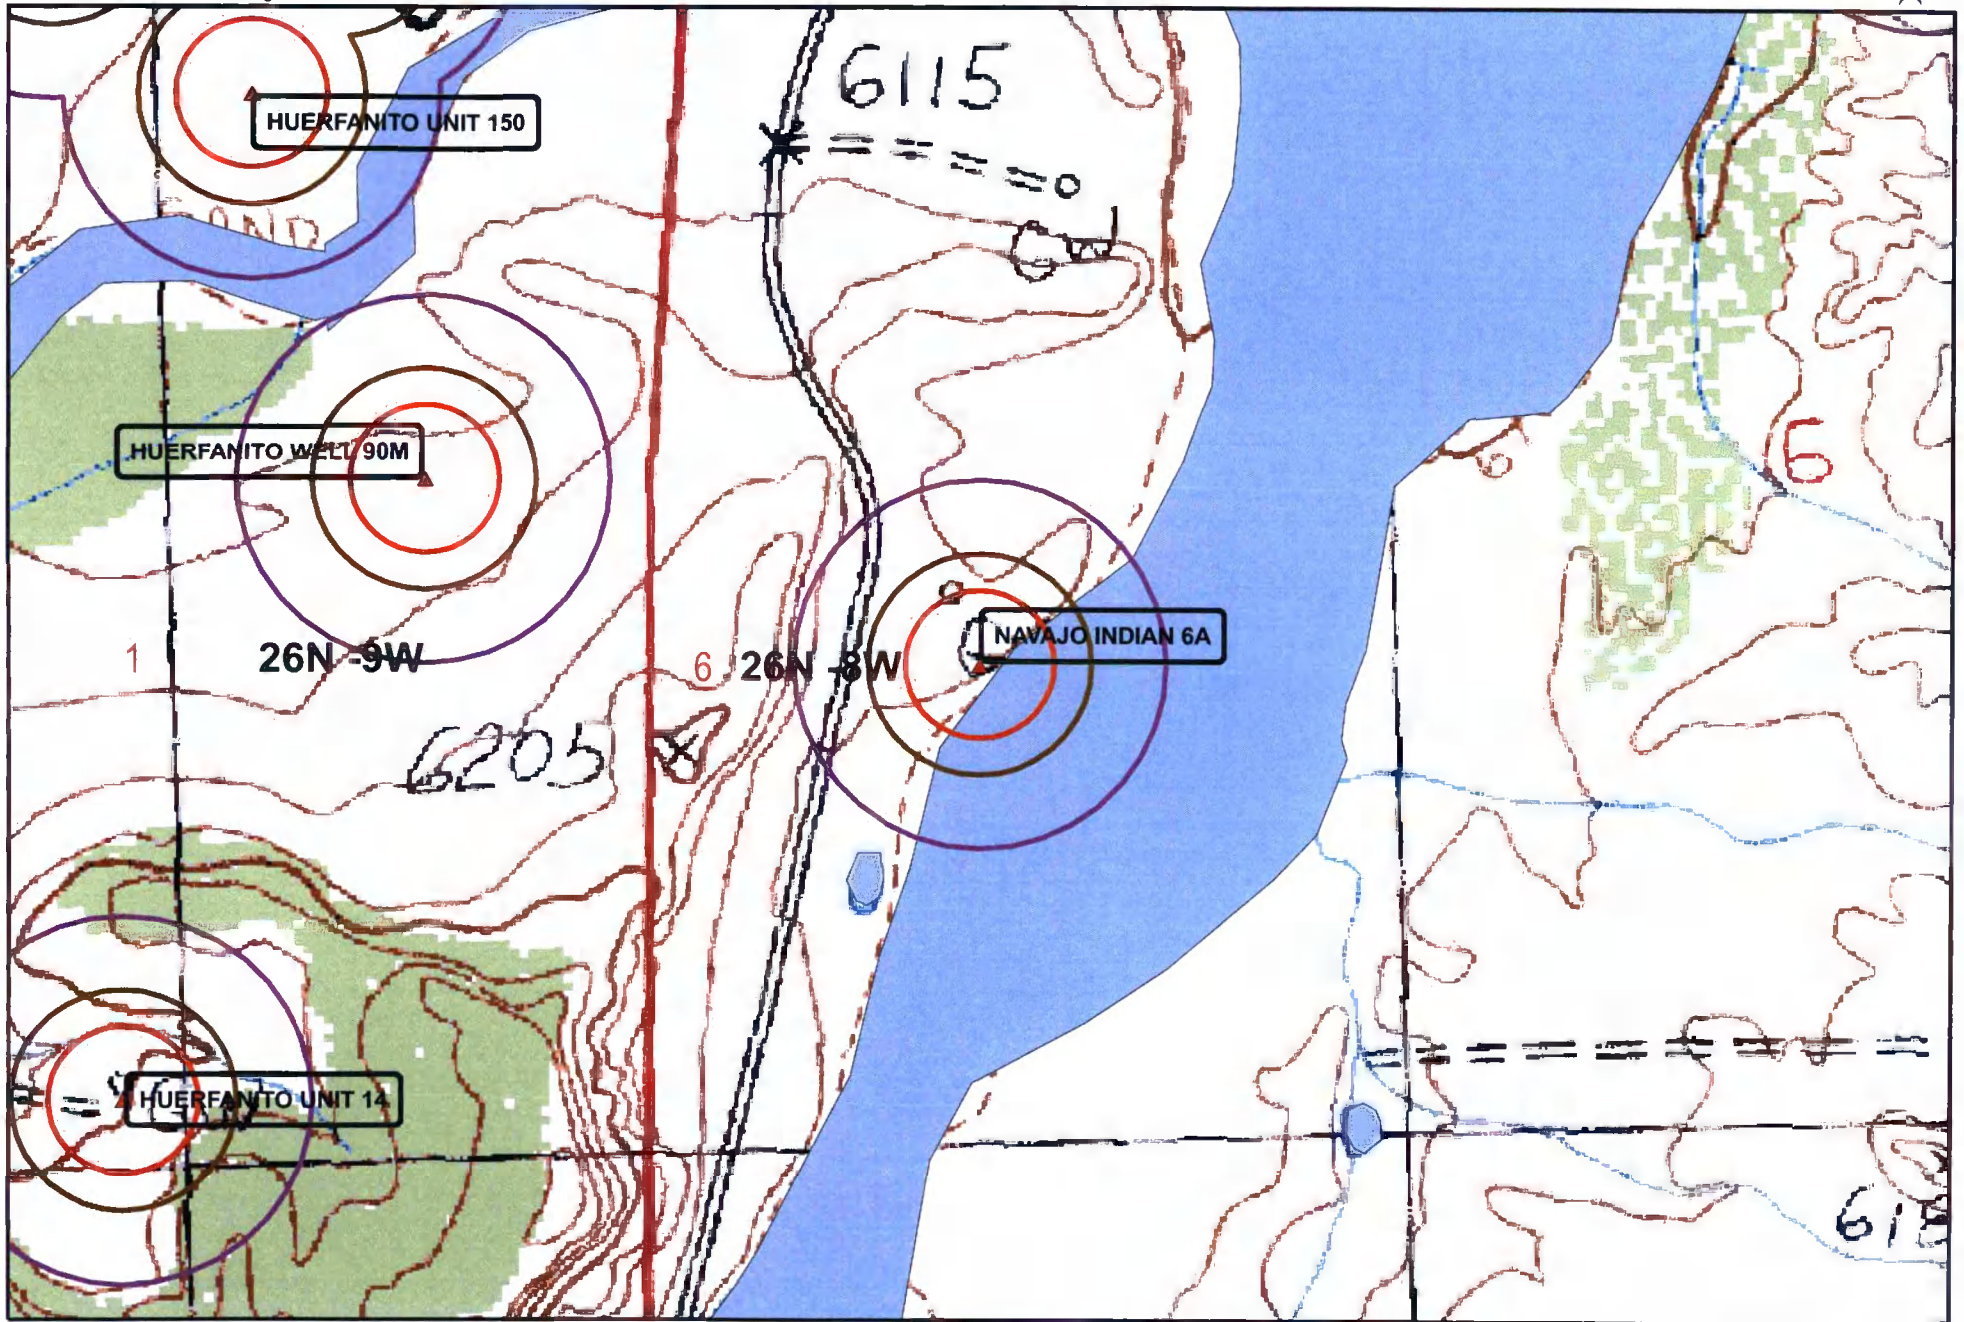 6115
HUERFANITO UNIT 150
HUERFANITO WELL 90M
6
NAVAJO INDIAN 6A
1
26N -9W
6
26N -8W
6205
HUERFANITO UNIT 14